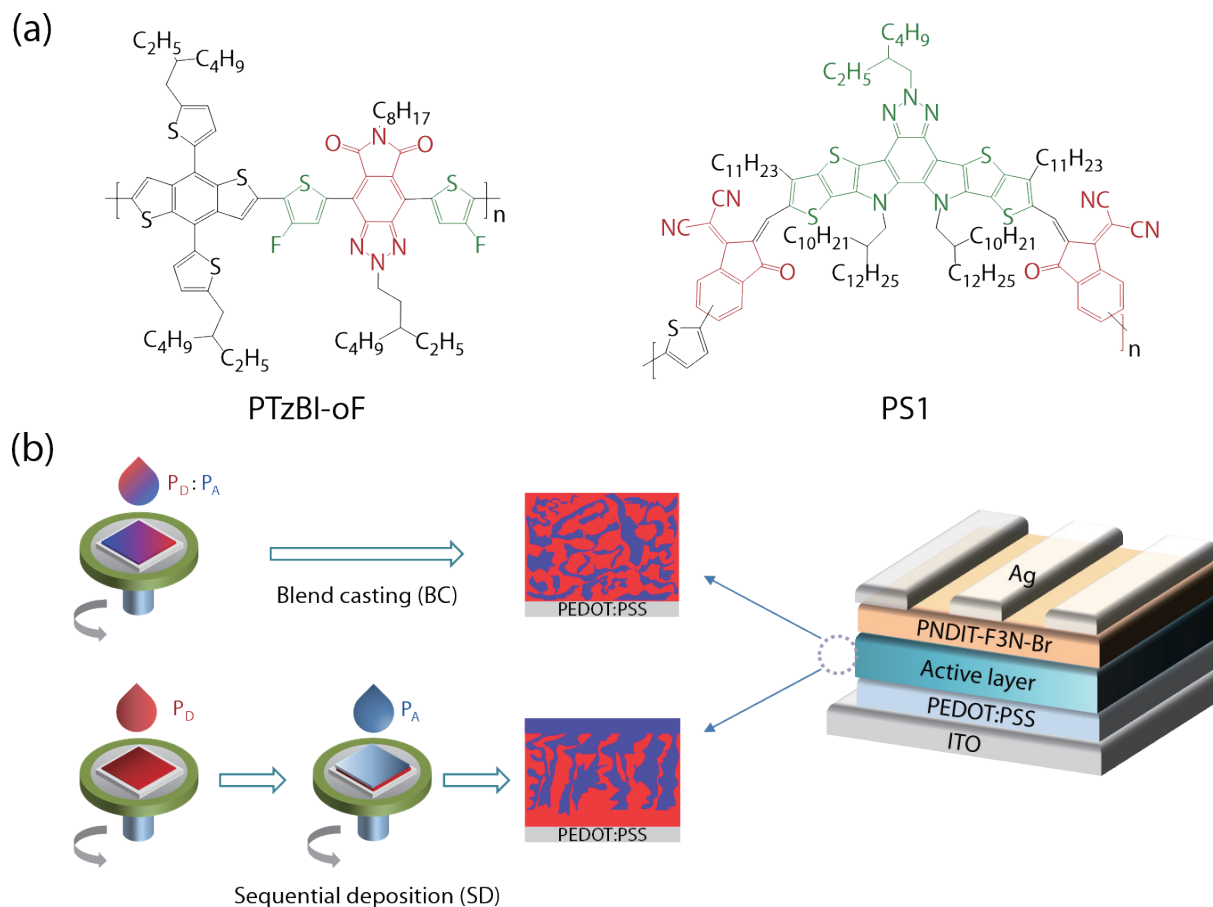 (a)
C2H5
C4H9
S
C8H17
N
O
O
S
S
S
S
]n
F
F
N
N
N
S
C4H9
C2H5
C4H9
C2H5
PTzBI-oF
C4H9
C2H5
N
N
N
C11H23
S
S
C11H23
CN
NC
S
N
N
S
NC
CN
C10H21
C10H21
O
O
C12H25
C12H25
S
n
PS1
(b)
PD : PA
Blend casting (BC)
PEDOT:PSS
PD
PA
PEDOT:PSS
Sequential deposition (SD)
Ag
PNDIT-F3N-Br
Active layer
PEDOT:PSS
ITO